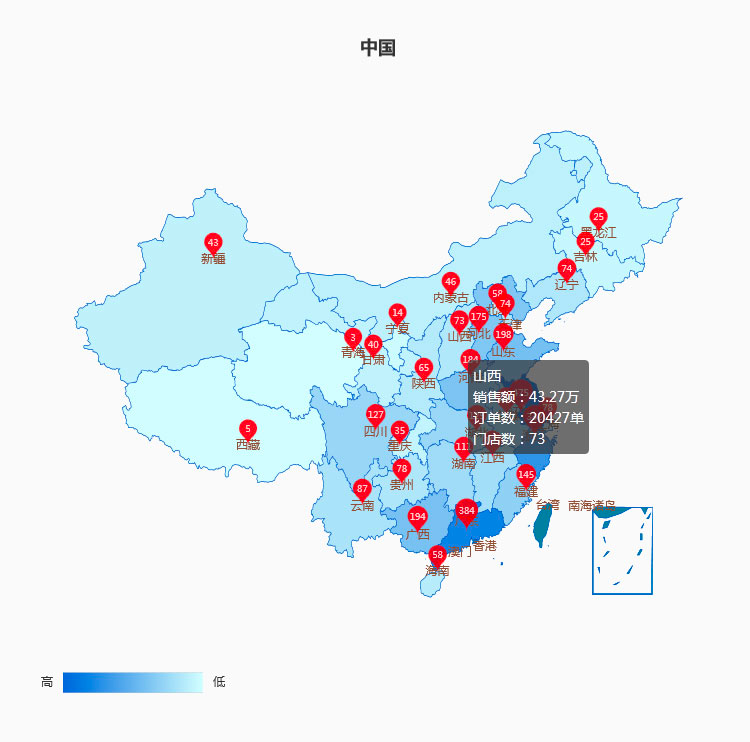 中国
25
黑龙江
43
新疆
25
吉林
74
辽宁
46
内蒙古
58
74
天津
14
宁夏
73
山西
175
河北
198
山东
3
青海
40
甘肃
65
陕西
184
山西
销售额：43.27万
订单数：20427单
门店数：73
127
四川
35
重庆
5
西藏
湖南
江西
78
贵州
145
福建
87
云南
384
194
广西
台湾
南海诸岛
香港
澳门
58
海南
高
低